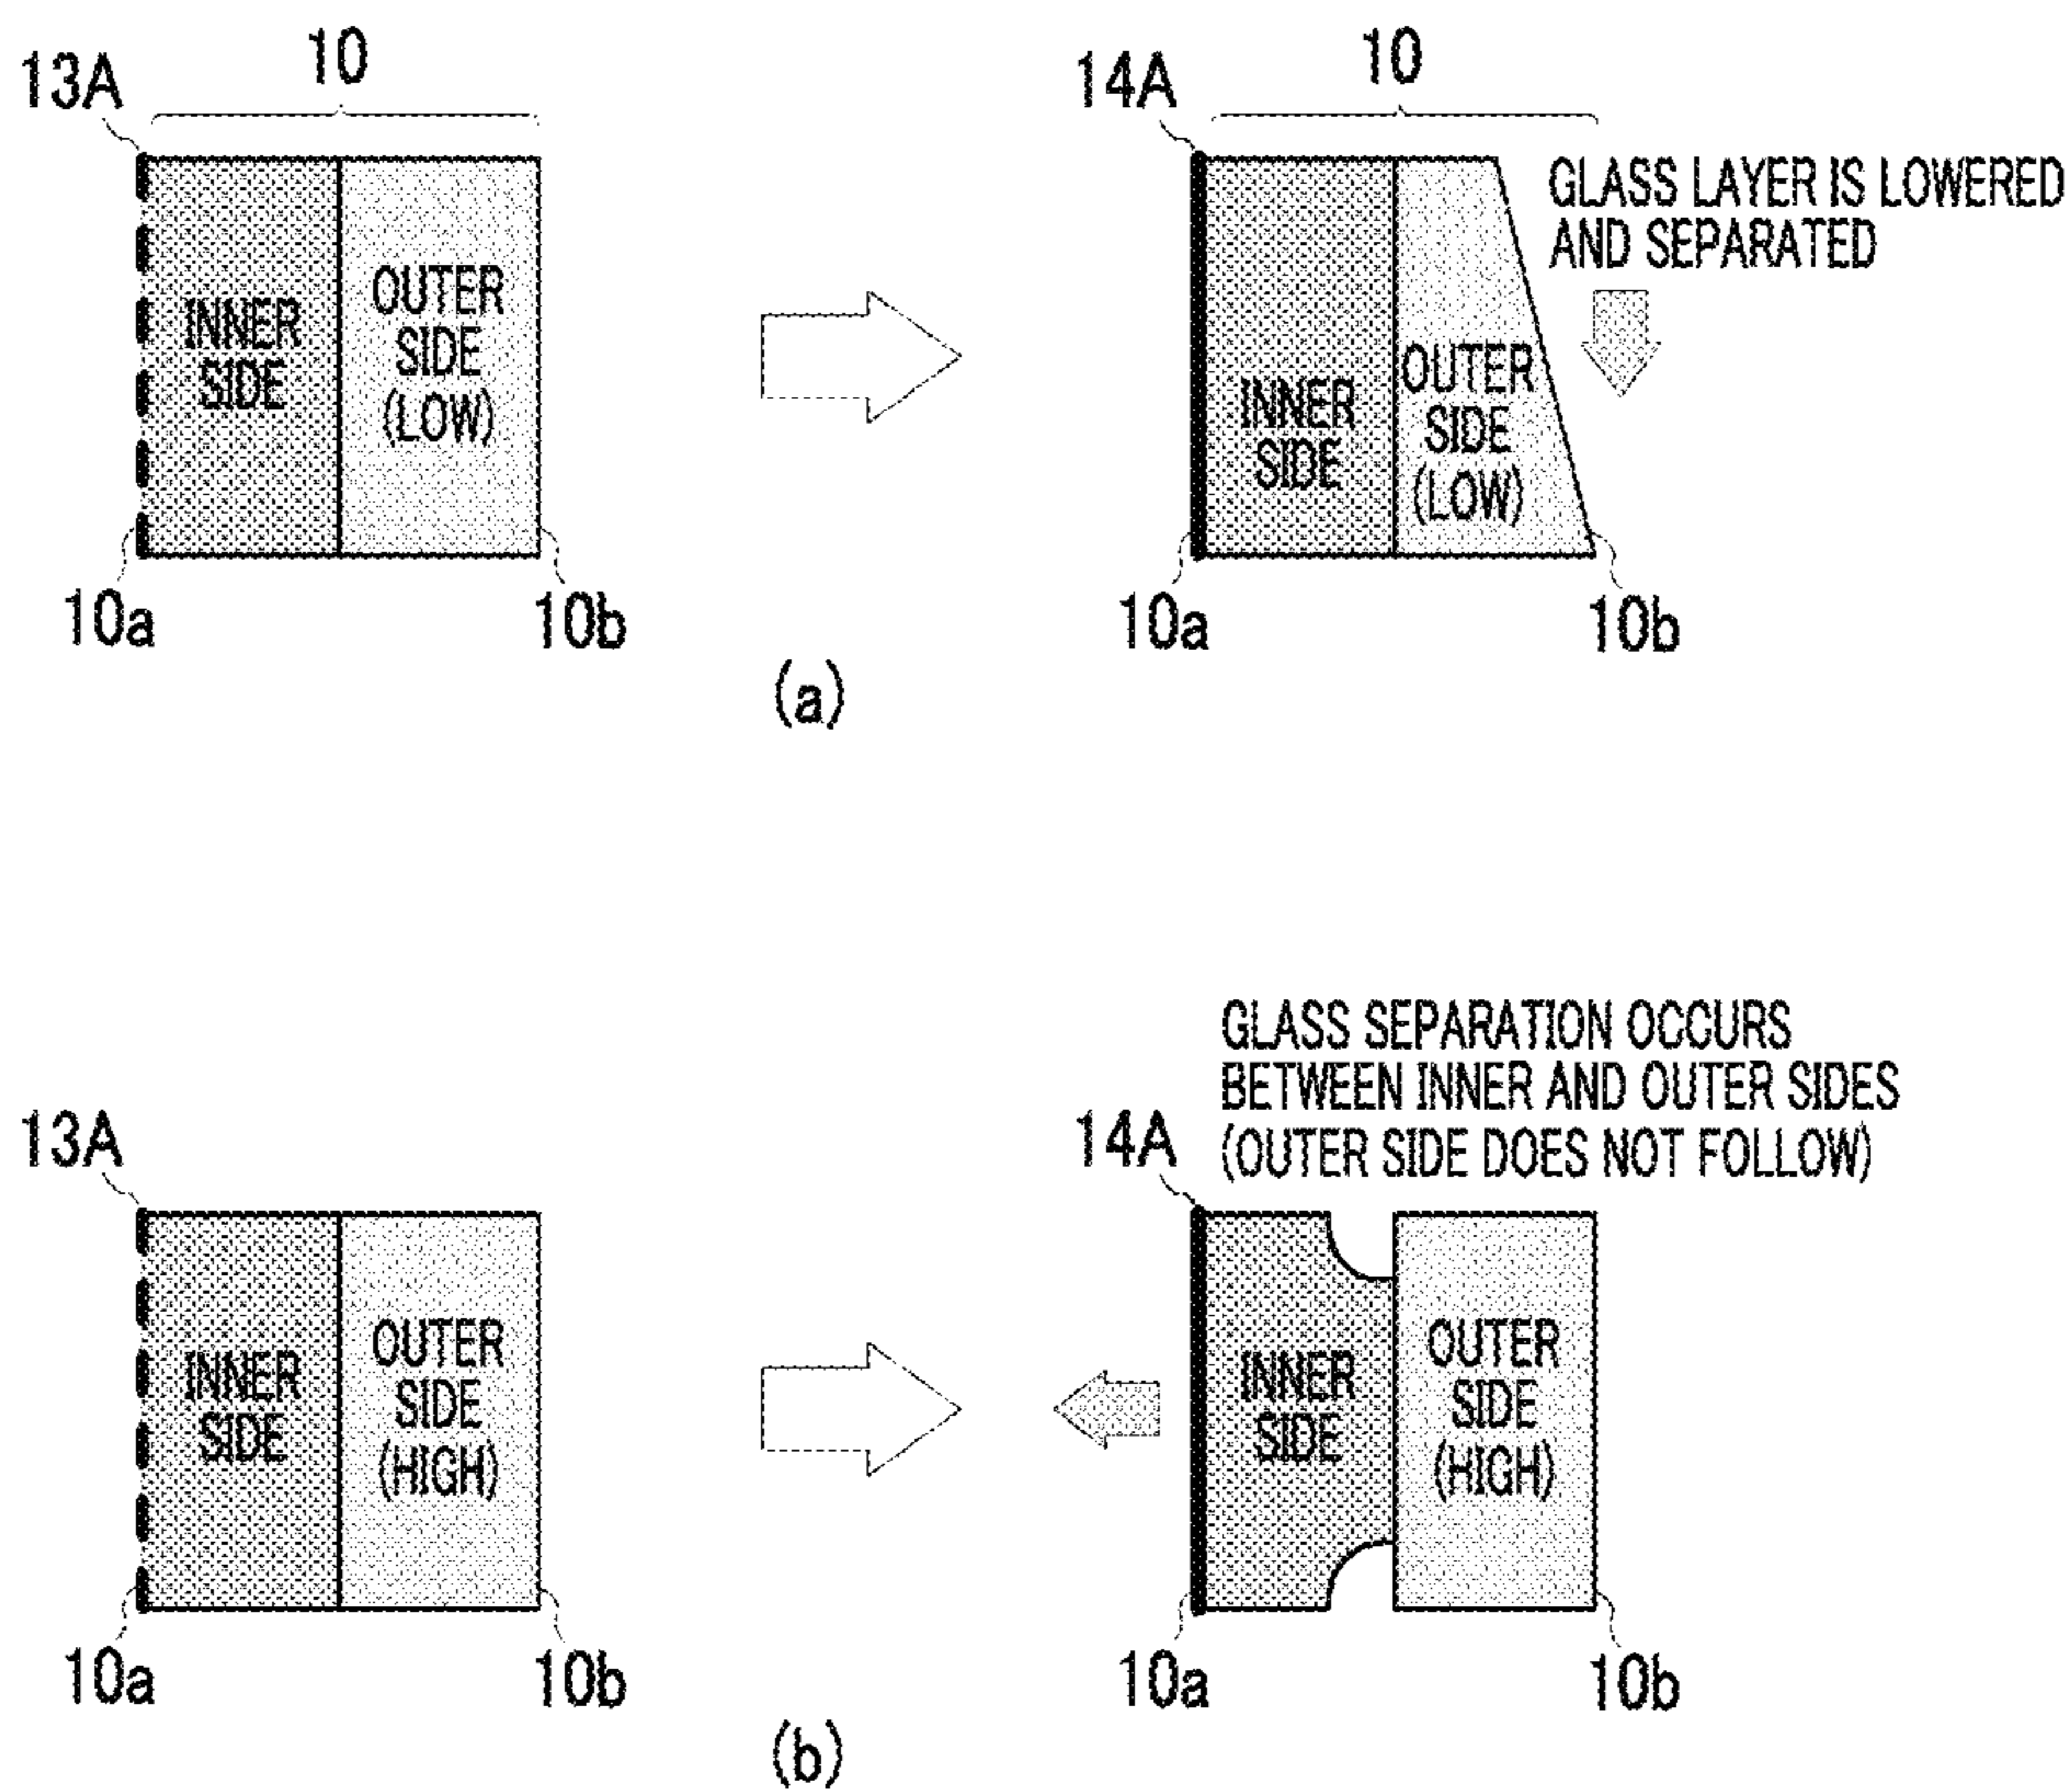 10
13A
INNER
SIDE
OUTER
SIDE
(LOW)
10a
10b
10
14A
GLASS LAYER IS LOWERED
AND SEPARATED
INNER
SIDE
OUTER
SIDE
(LOW)
10a
10b
(a)
13A
INNER
SIDE
OUTER
SIDE
(HIGH)
10a
10b
GLASS SEPARATION OCCURS
BETWEEN INNER AND OUTER SIDES
(OUTER SIDE DOES NOT FOLLOW)
14A
INNER
SIDE
OUTER
SIDE
(HIGH)
10a
10b
(b)